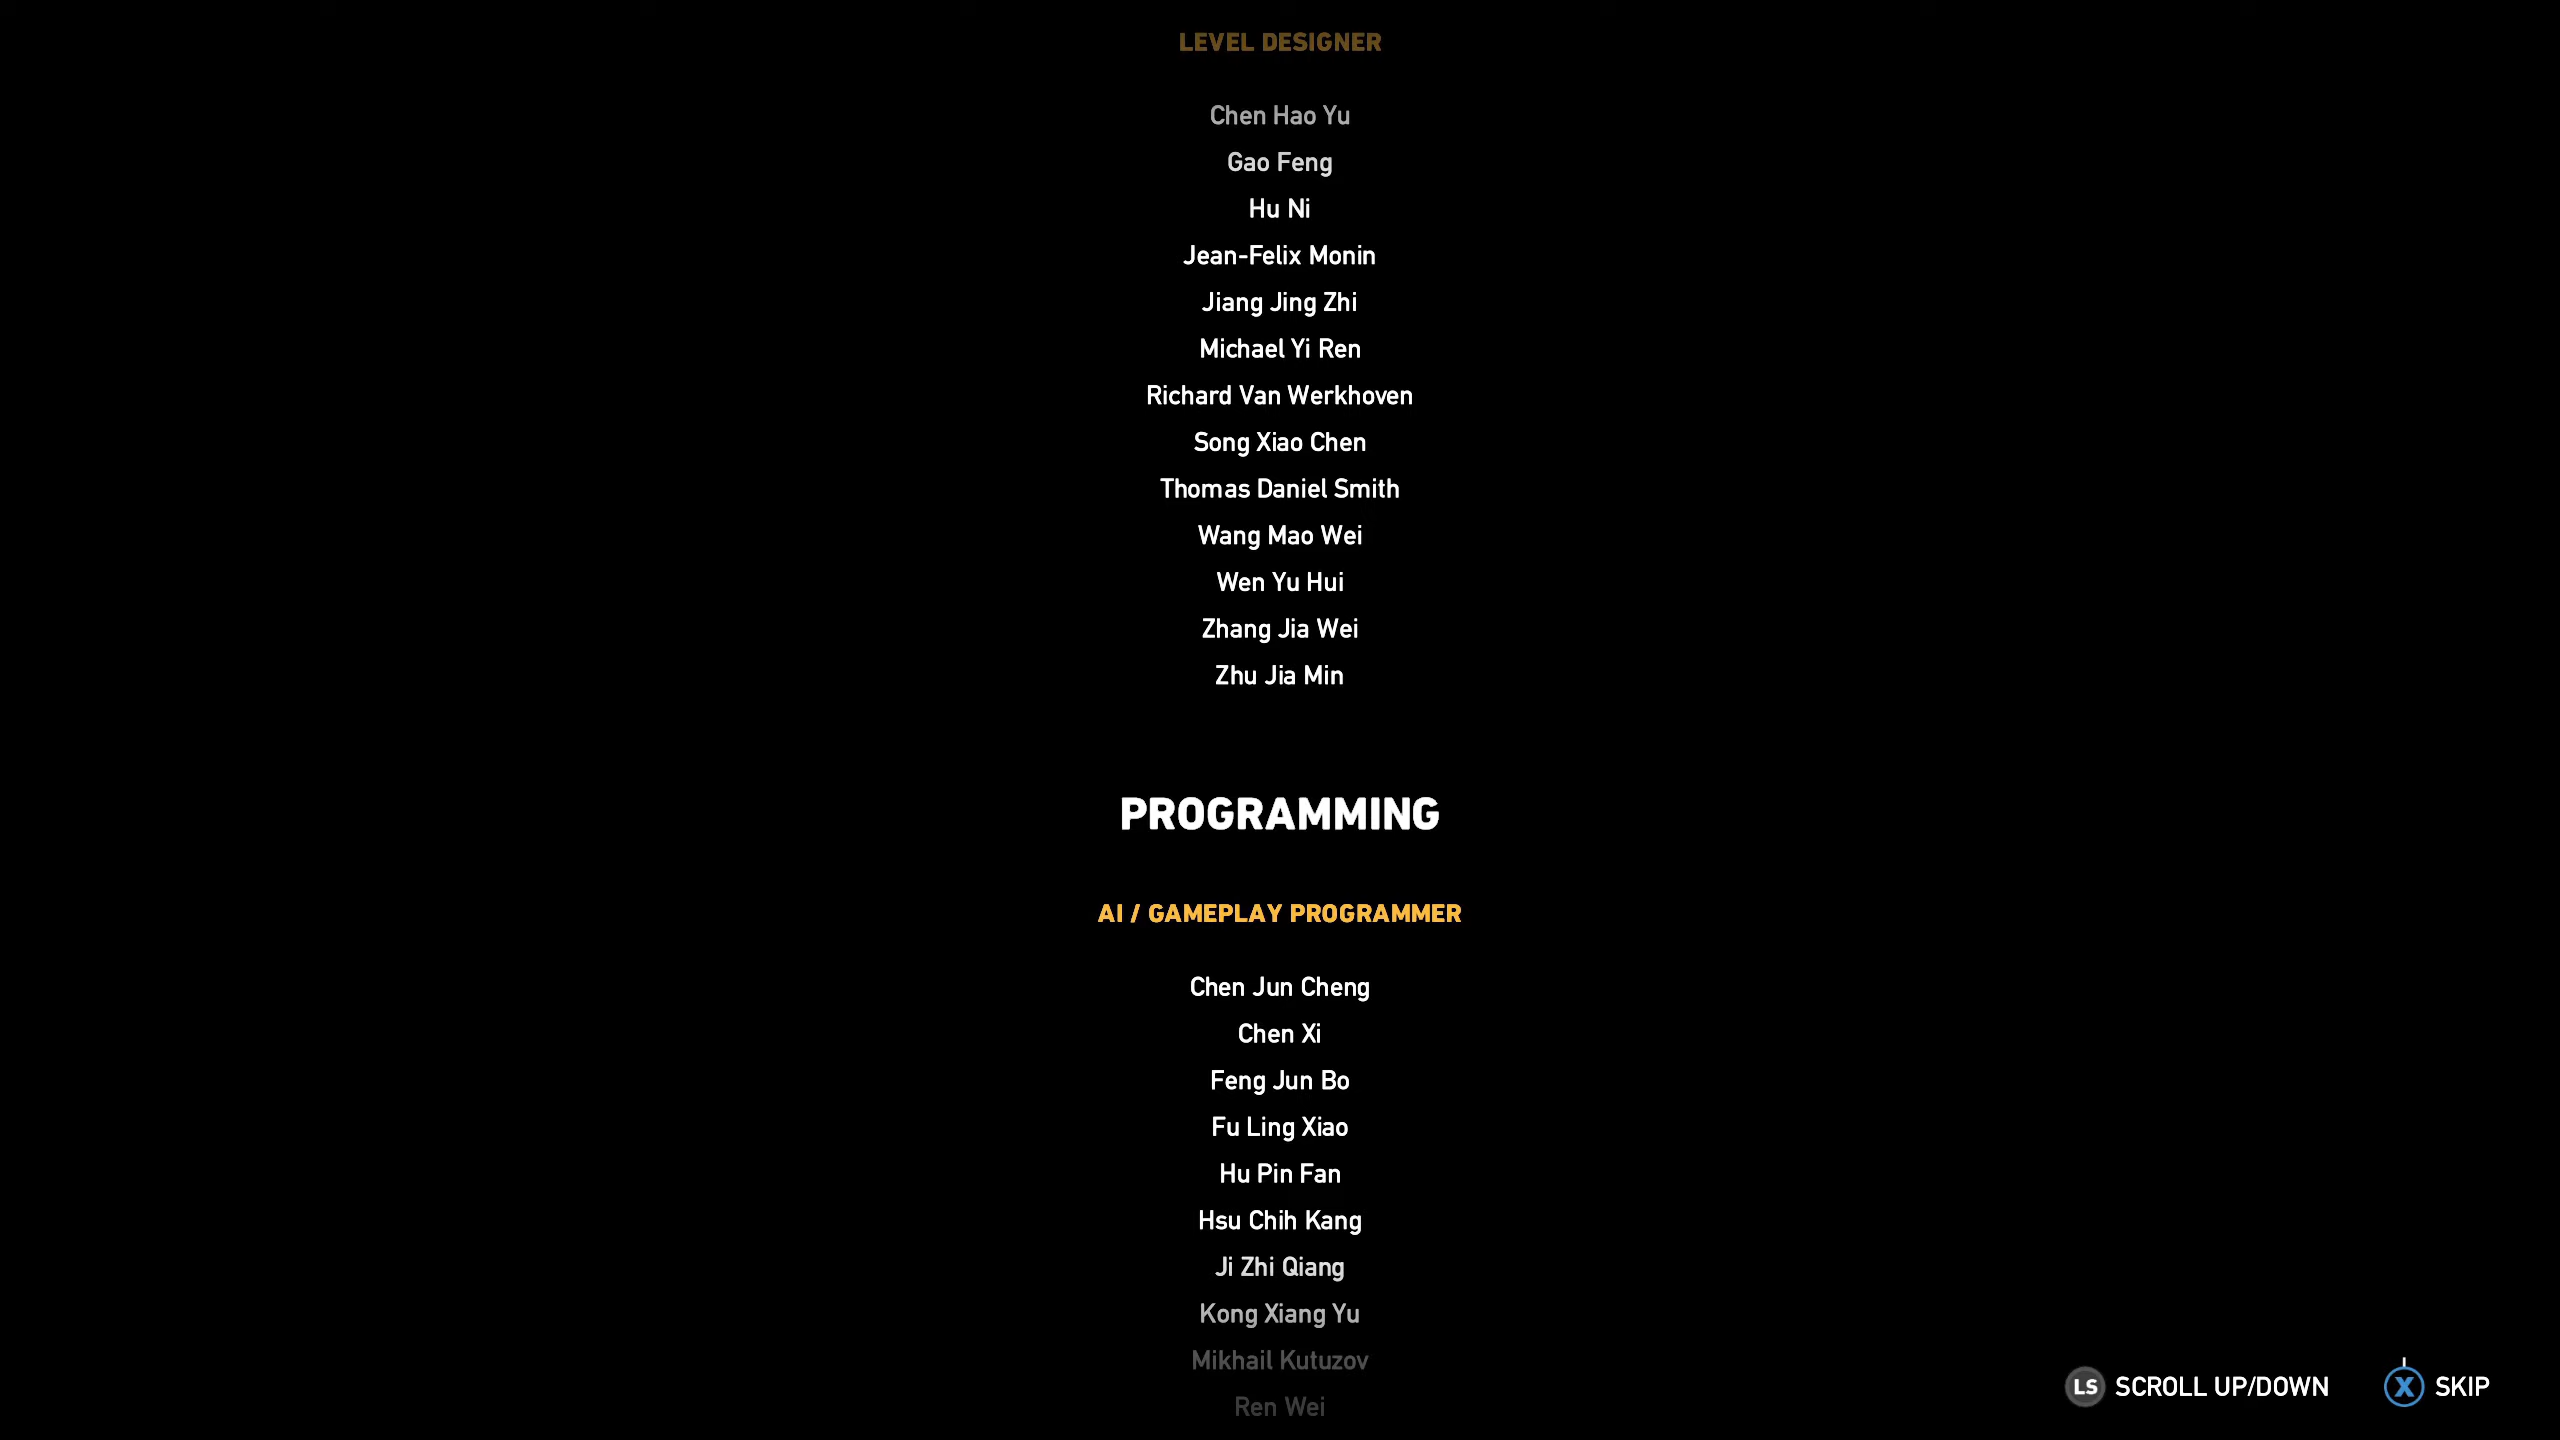 LEVEL DESIGNER
Chen Hao Yu
Gao Feng
Hu Ni
Jean-Felix Monin
Jiang Jing Zhi
Michael Yi Ren
Richard Van Werkhoven
Song Xiao Chen
Thomas Daniel Smith
Wang Mao Wei
Wen Yu Hui
Zhang Jia Wei
Zhu Jia Min
PROGRAMMING
AI / GAMEPLAY PROGRAMMER
Chen Jun Cheng
Chen Xi
Feng Jun Bo
Fu Ling Xiao
Hu Pin Fan
Hsu Chih Kang
Ji Zhi Qiang
Kong Xiang Yu
Mikhail Kutuzov
Ren Wei
LS SCROLL UP/DOWN X SKIP